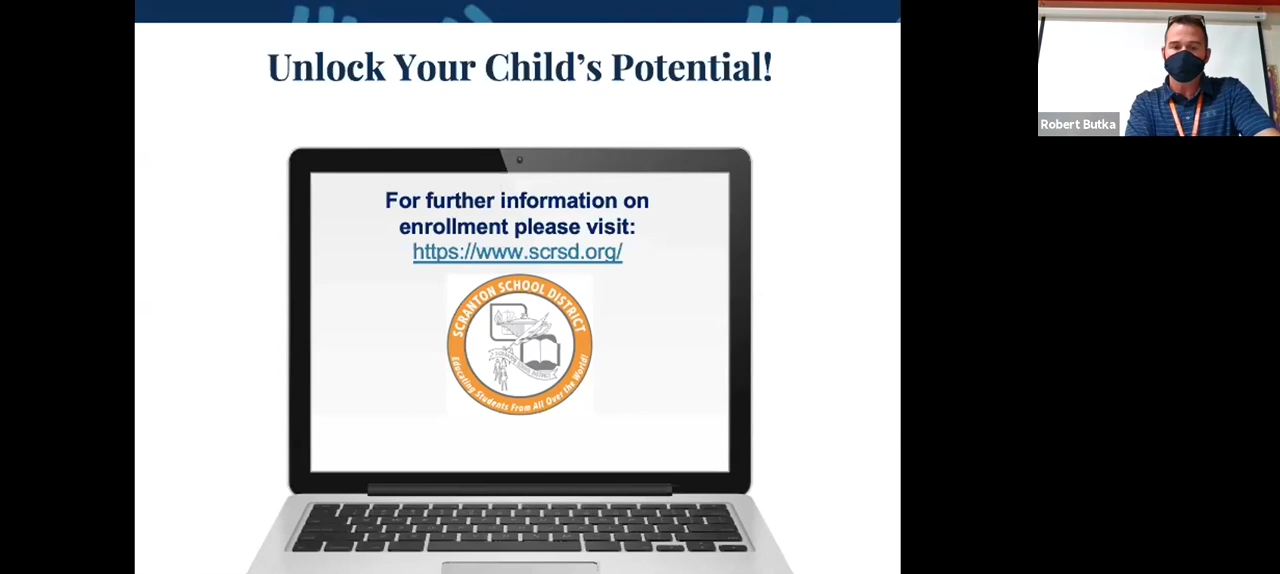 Unlock Your Child's Potential!
Robert Butka
For further information on
enrollment please visit:
https://www.scrsd.org/
SCRANTON SCHOOL DISTRICT
Educating Students From All Over the World!